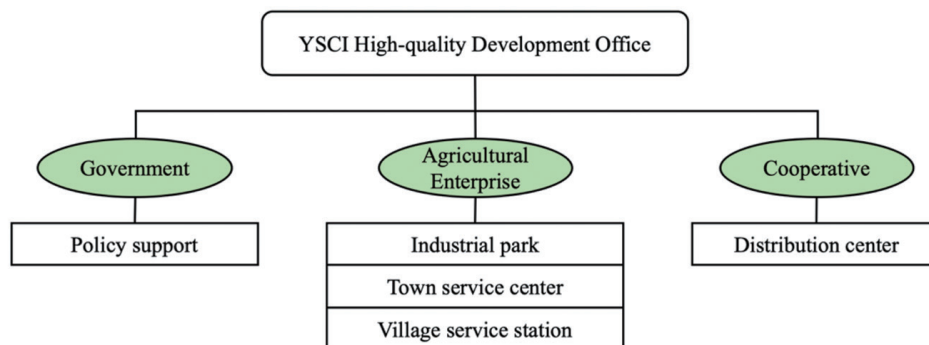 YSCI High-quality Development Office
Government
Agricultural
Enterprise
Cooperative
Policy support
Industrial park
Distribution center
Town service center
Village service station